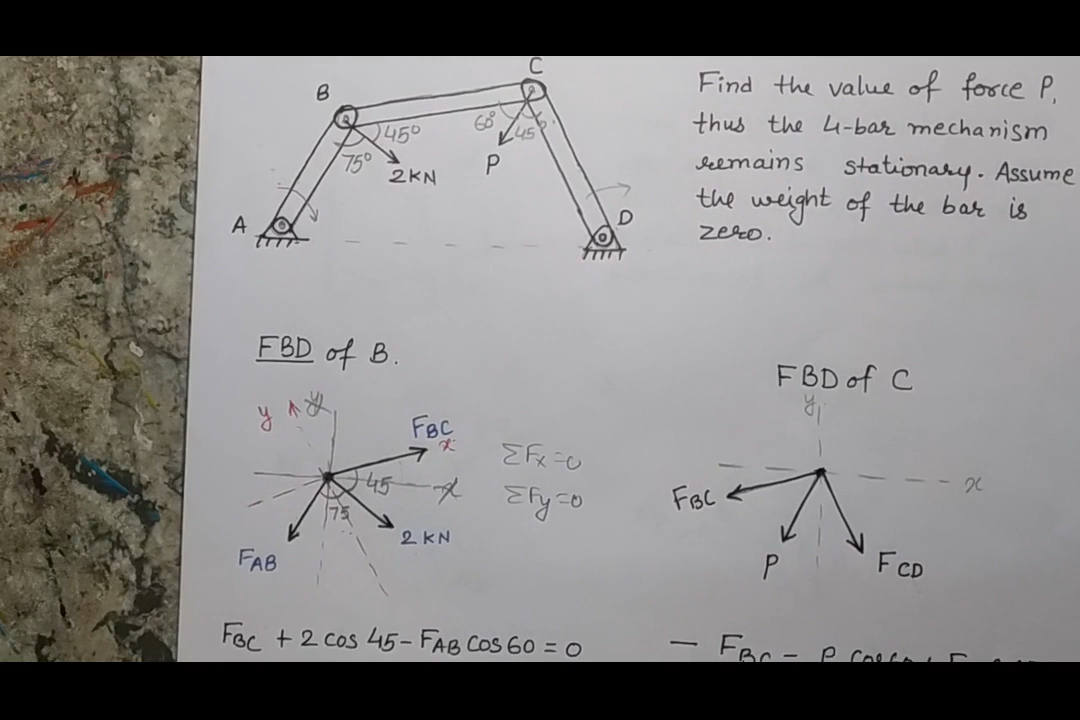 C
B
45°
60°
45°
75°
2KN
P
A
D
Find the value of force P,
thus the 4-bar mechanism
remains stationary. Assume
the weight of the bar is
zero.
FBD of B.
y
y
FBC
x
45
x
75
2 KN
FAB
ΣFx=0
ΣFy=0
FBD of C
y
x
FBC
P
FCD
FBC + 2 cos 45 - FAB COS 60 = 0
- FBC - P